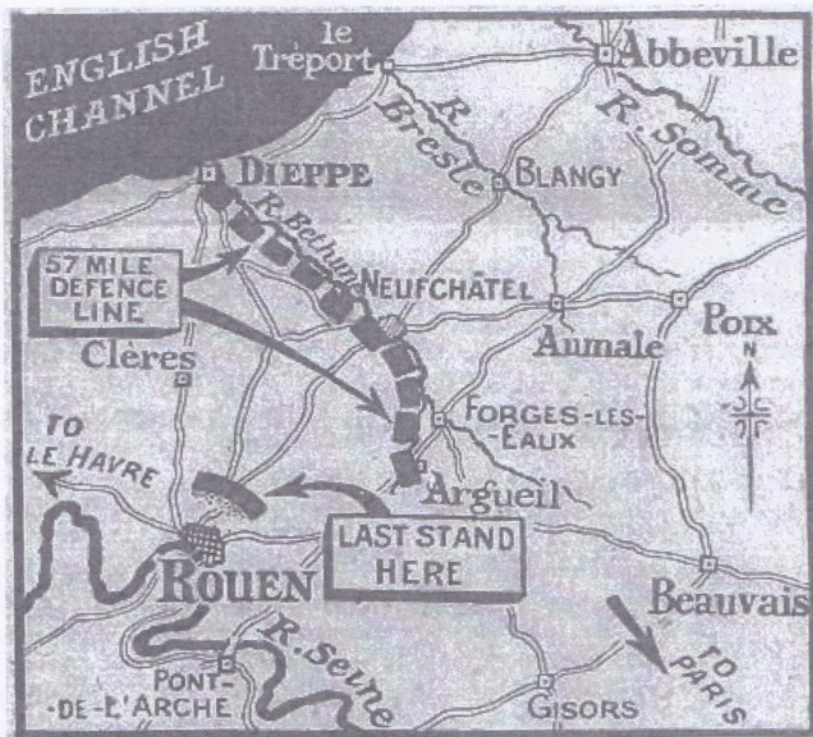 ENGLISH
CHANNEL
le
Tréport
Abbeville
R.
Bresle
R. Somme
DIEPPE
BLANGY
R. Bethune
57 MILE
DEFENCE
LINE
NEUFCHÂTEL
Clères
Aumale
Poix
N
FORGES-LES-
-EAUX
TO
LE HAVRE
Argueil
LAST STAND
HERE
ROUEN
Beauvais
R. Seine
PONT-
-DE-L'ARCHE
GISORS
TO
PARIS